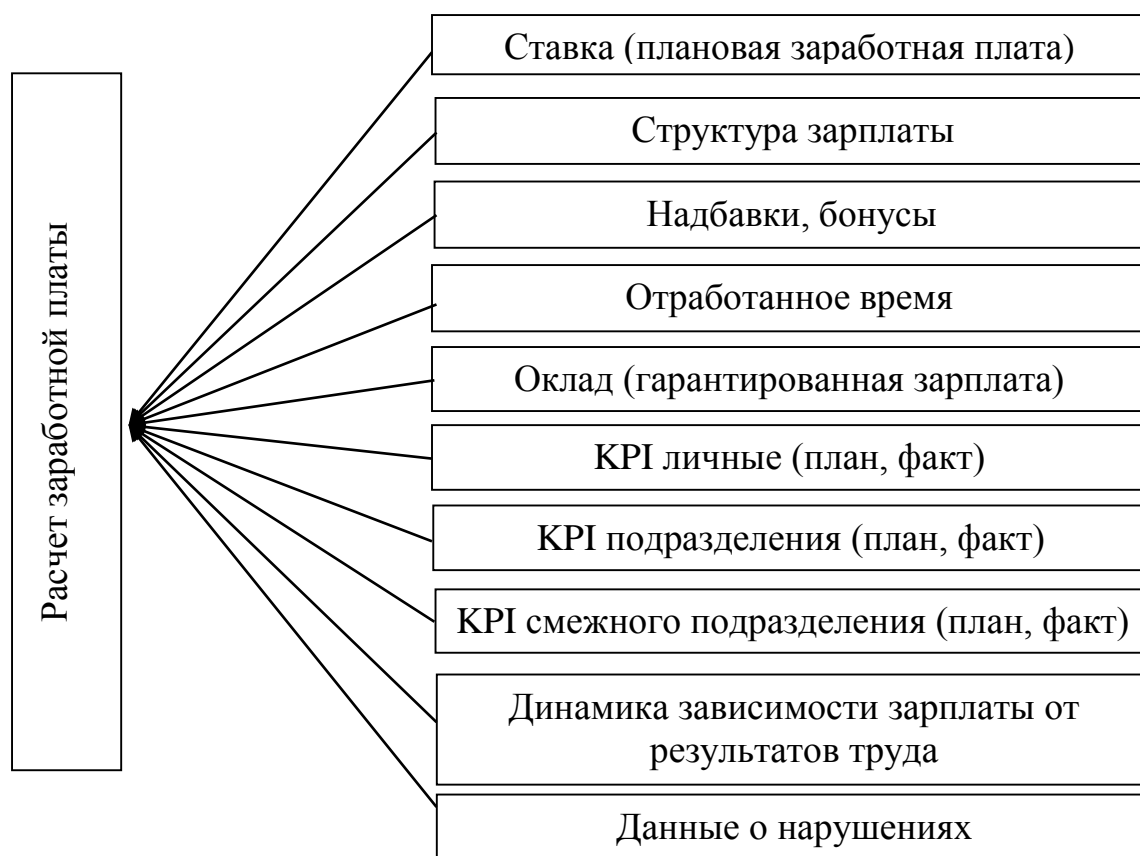 Расчет заработной платы
Ставка (плановая заработная плата)
Структура зарплаты
Надбавки, бонусы
Отработанное время
Оклад (гарантированная зарплата)
KPI личные (план, факт)
KPI подразделения (план, факт)
KPI смежного подразделения (план, факт)
Динамика зависимости зарплаты от
результатов труда
Данные о нарушениях